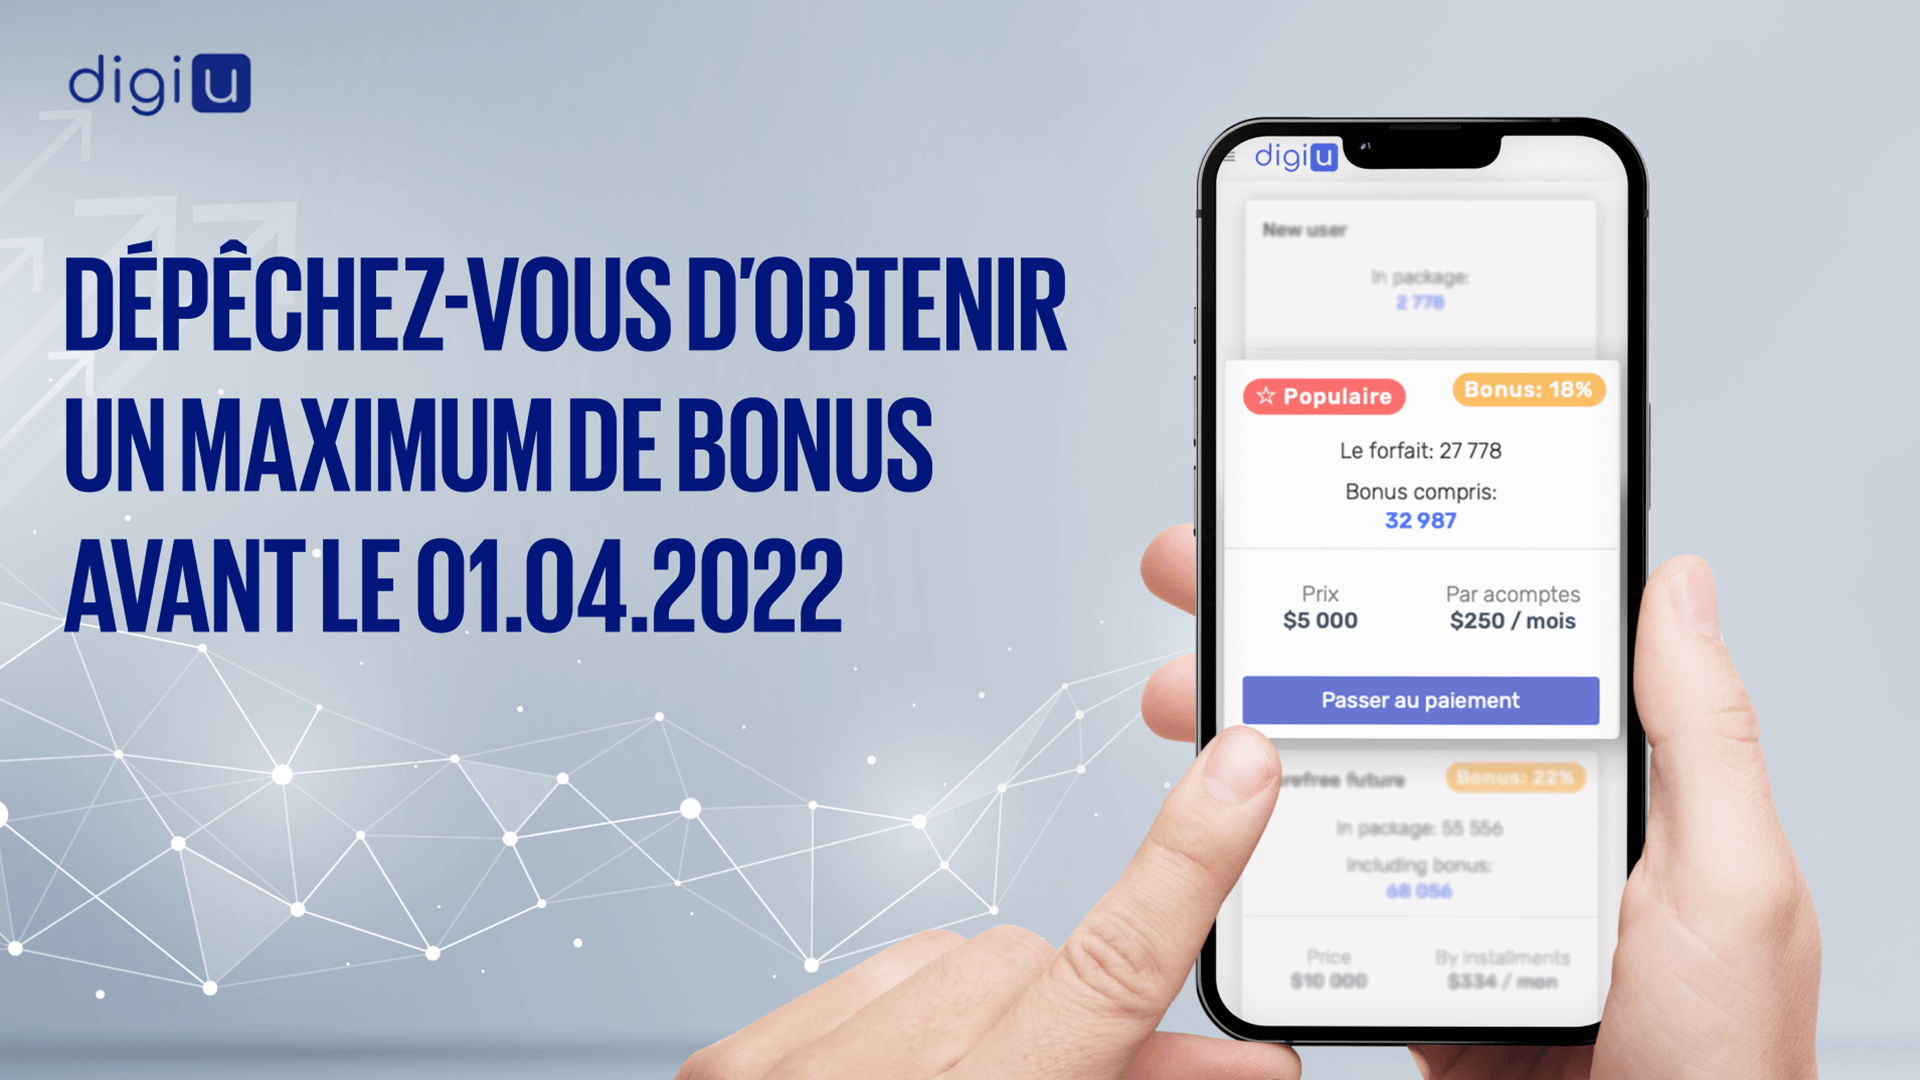 digiu
DÉPÊCHEZ-VOUS D'OBTENIR
UN MAXIMUM DE BONUS
AVANT LE 01.04.2022
digiu
New user
In package:
2 778
☆ Populaire
Bonus: 18%
Le forfait: 27 778
Bonus compris:
32 987
Prix
Par acomptes
$5 000
$250 / mois
Passer au paiement
refree future
Bonus: 22%
In package: 55 556
Including bonus:
68 056
Price
By installments
$10 000
$334 / mon